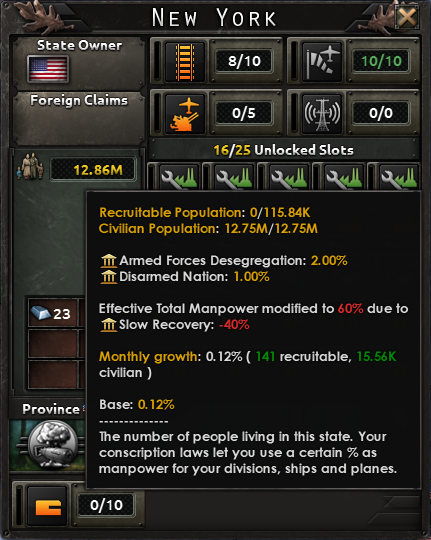 New York
State Owner
8/10
10/10
Foreign Claims
0/5
0/0
16/25 Unlocked Slots
12.86M
Recruitable Population: 0/115.84K
Civilian Population: 12.75M/12.75M
Armed Forces Desegregation: 2.00%
Disarmed Nation: 1.00%
Effective Total Manpower modified to 60% due to
Slow Recovery: -40%
Monthly growth: 0.12% ( 141 recruitable, 15.56K
civilian )
Base: 0.12%
--------------
The number of people living in this state. Your
conscription laws let you use a certain % as
manpower for your divisions, ships and planes.
23
Province
0/10